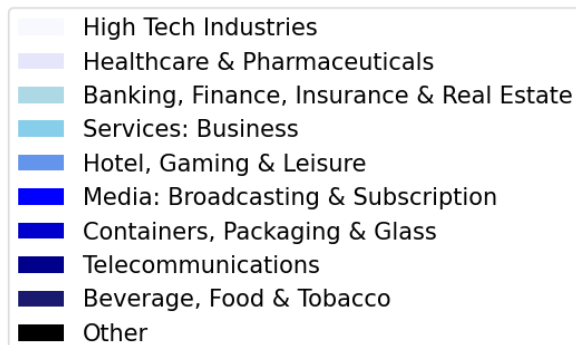 High Tech Industries
Healthcare & Pharmaceuticals
Banking, Finance, Insurance & Real Estate
Services: Business
Hotel, Gaming & Leisure
Media: Broadcasting & Subscription
Containers, Packaging & Glass
Telecommunications
Beverage, Food & Tobacco
Other